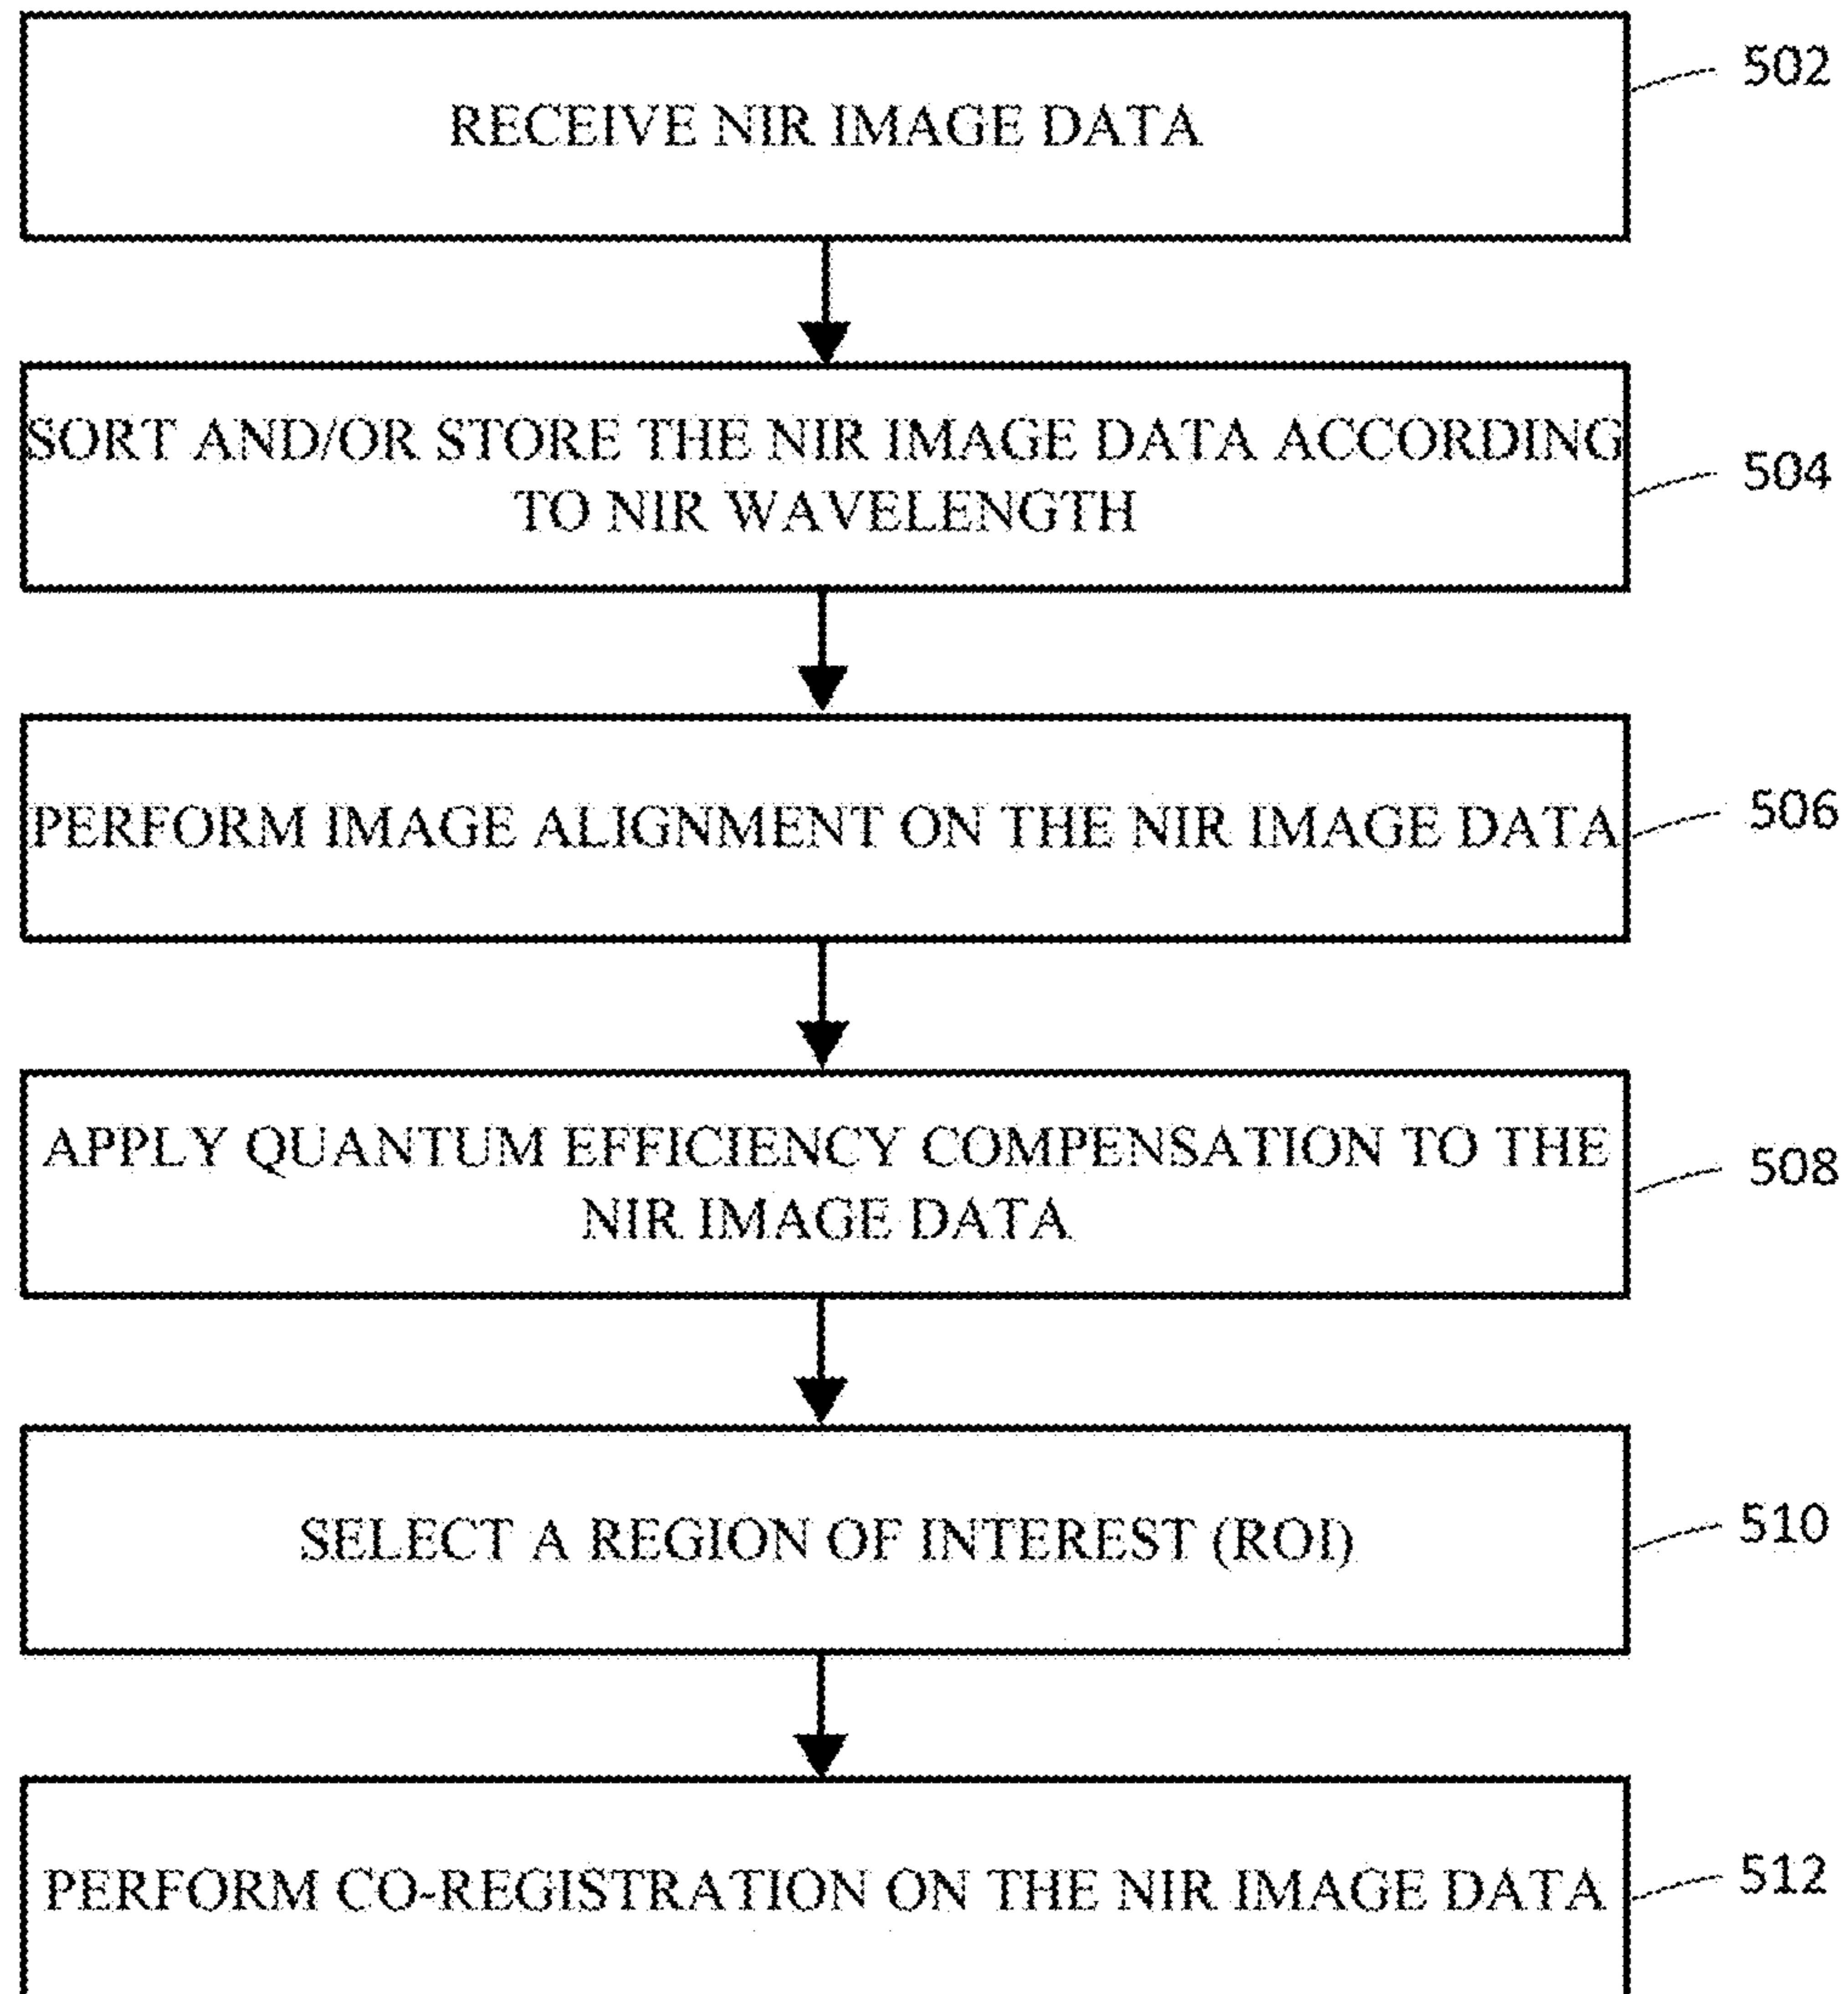 502
RECEIVE NIR IMAGE DATA
SORT AND/OR STORE THE NIR IMAGE DATA ACCORDING
TO NIR WAVELENGTH
504
PERFORM IMAGE ALIGNMENT ON THE NIR IMAGE DATA
506
APPLY QUANTUM EFFICIENCY COMPENSATION TO THE
NIR IMAGE DATA
508
SELECT A REGION OF INTEREST (ROI)
510
PERFORM CO-REGISTRATION ON THE NIR IMAGE DATA
512